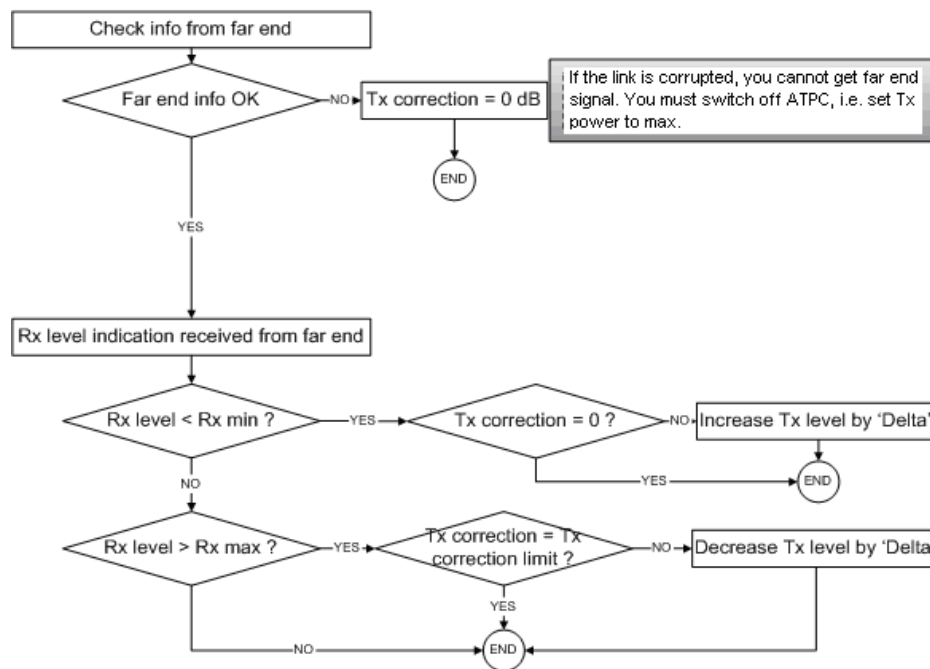 Check info from far end
Far end info OK
NO
Tx correction = 0 dB
If the link is corrupted, you cannot get far end
signal. You must switch off ATPC, i.e. set Tx
power to max.
END
YES
Rx level indication received from far end
Rx level < Rx min ?
YES
Tx correction = 0 ?
NO
Increase Tx level by ‘Delta’
YES
END
NO
Rx level > Rx max ?
YES
Tx correction = Tx
correction limit ?
NO
Decrease Tx level by ‘Delta
YES
NO
END